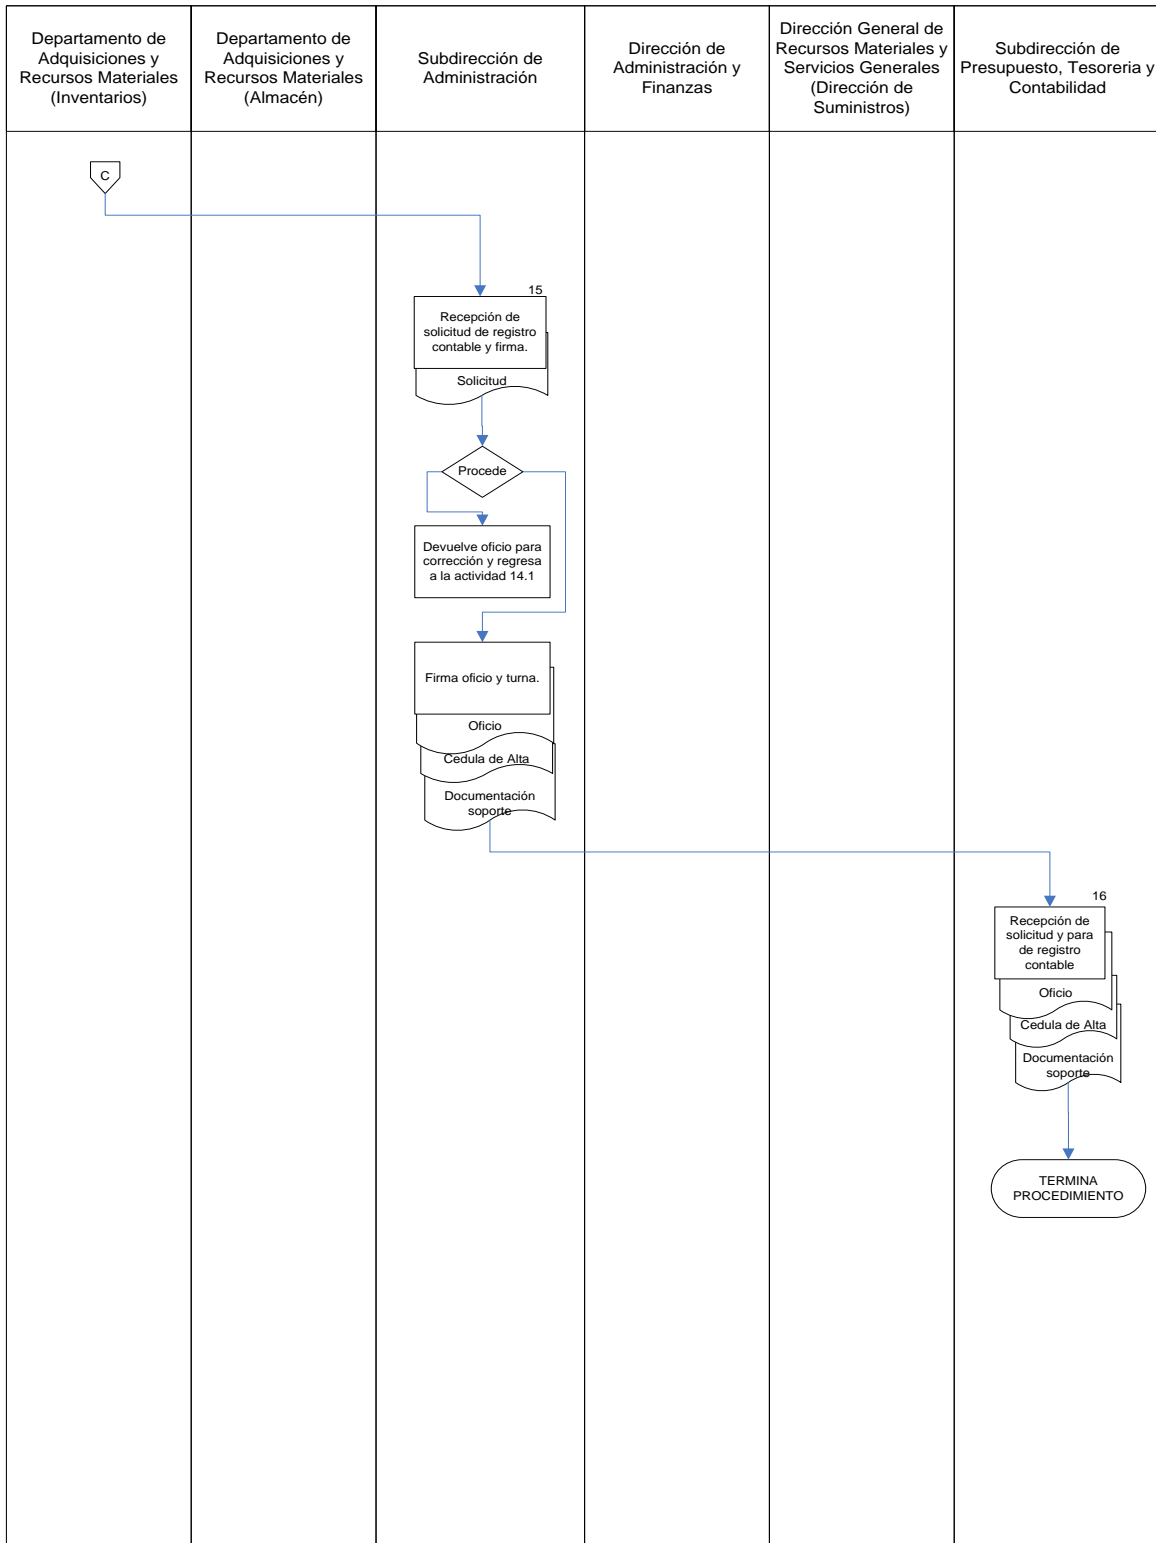 Departamento de
Adquisiciones y
Recursos Materiales
(Inventarios)
Departamento de
Adquisiciones y
Recursos Materiales
(Almacén)
Subdirección de
Administración
Dirección de
Administración y
Finanzas
Dirección General de
Recursos Materiales y
Servicios Generales
(Dirección de
Suministros)
Subdirección de
Presupuesto, Tesoreria y
Contabilidad
C
15
Recepción de
solicitud de registro
contable y firma.
Solicitud
Procede
Devuelve oficio para
corrección y regresa
a la actividad 14.1
Firma oficio y turna.
Oficio
Cedula de Alta
Documentación
soporte
16
Recepción de
solicitud y para
de registro
contable
Oficio
Cedula de Alta
Documentación
soporte
TERMINA
PROCEDIMIENTO